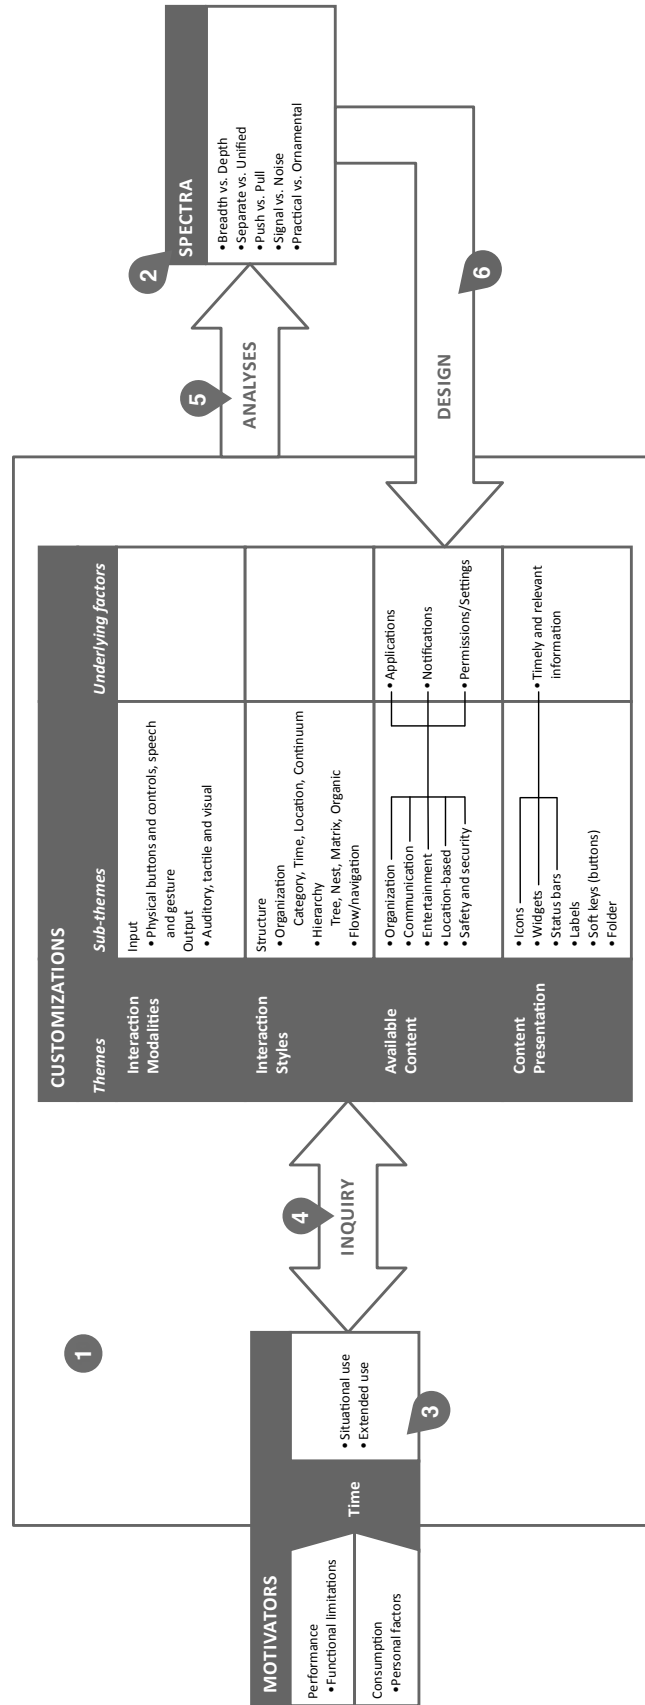 1
MOTIVATORS
Performance
• Functional limitations
Consumption
•Personal factors
Time
• Situational use
• Extended use
3
4
INQUIRY
CUSTOMIZATIONS
Themes
Sub-themes
Underlying factors
Interaction
Modalities
Input
• Physical buttons and controls, speech
and gesture
Output
• Auditory, tactile and visual
Interaction
Styles
Structure
• Organization
Category, Time, Location, Continuum
• Hierarchy
Tree, Nest, Matrix, Organic
• Flow/navigation
Available
Content
• Organization
• Communication
• Entertainment
• Location-based
• Safety and security
• Applications
• Notifications
• Permissions/Settings
Content
Presentation
• Icons
• Widgets
• Status bars
• Labels
• Soft keys (buttons)
• Folder
• Timely and relevant
information
5
ANALYSES
2
SPECTRA
• Breadth vs. Depth
• Separate vs. Unified
• Push vs. Pull
• Signal vs. Noise
• Practical vs. Ornamental
6
DESIGN